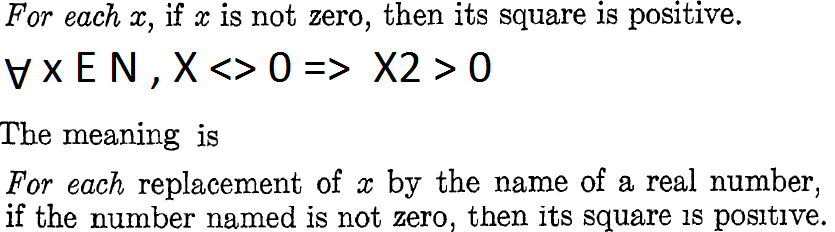 For each x, if x is not zero, then its square is positive.
∀ x E N , X <> 0 => X2 > 0
The meaning is
For each replacement of x by the name of a real number,
if the number named is not zero, then its square is positive.